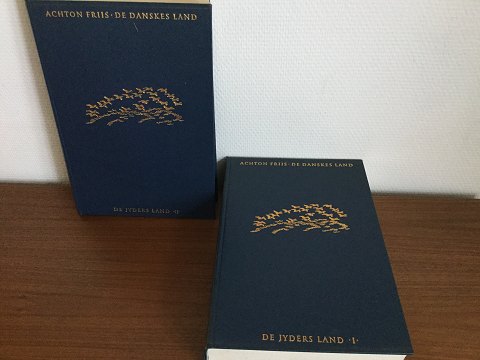 ACHTON FRIIS · DE DANSKES LAND
DE JYDERS LAND ·II·
ACHTON FRIIS · DE DANSKES LAND
DE JYDERS LAND · I ·